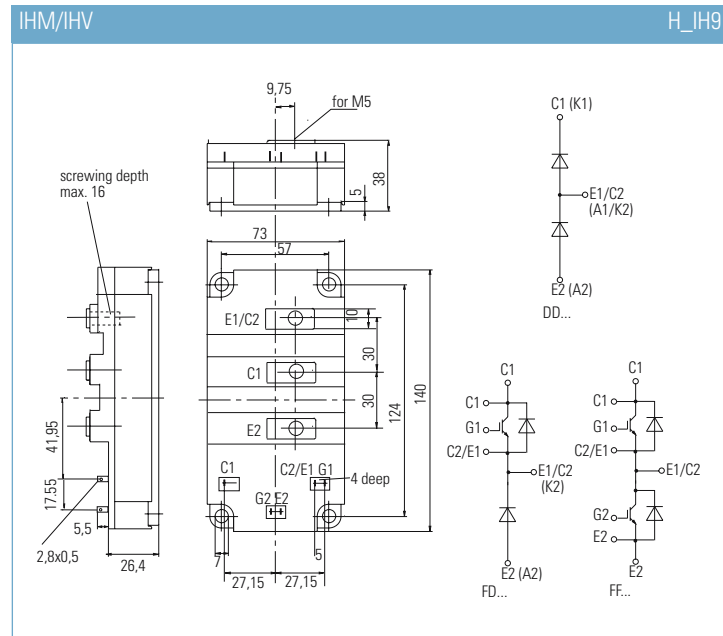 IHM/IHV
H_IH9
9,75
for M5
38
5
screwing depth
max. 16
73
57
E1/C2
10
30
C1
30
E2
124
140
41,95
17.55
5,5
2,8x0,5
26,4
C1
C2/E1 G1
4 deep
G2 E2
7
5
27,15
27,15
C1 (K1)
E1/C2
(A1/K2)
E2 (A2)
DD...
C1
C1
G1
C2/E1
E1/C2
(K2)
E2 (A2)
FD...
C1
C1
G1
C2/E1
E1/C2
G2
E2
E2
FF...